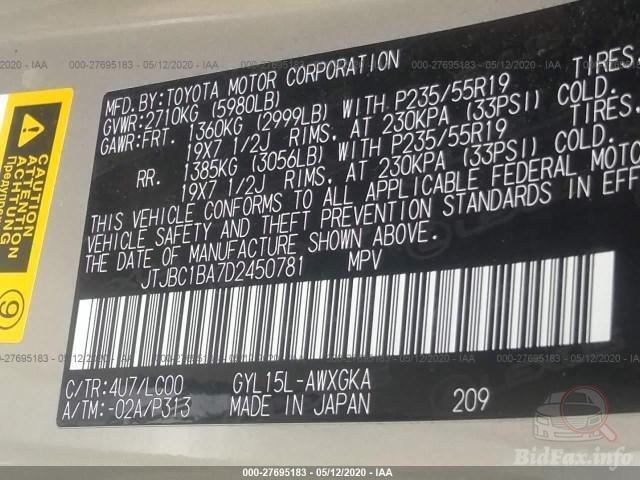 MFD. BY: TOYOTA MOTOR CORPORATION
GVWR: 2710KG (5980LB)
GAWR: FRT. 1360KG (2999LB) WITH P235/55R19 TIRES.
19X7 1/2J RIMS. AT 230KPA (33PSI) COLD.
RR. 1385KG (3056LB) WITH P235/55R19 TIRES
19X7 1/2J RIMS. AT 230KPA (33PSI) COLD.
THIS VEHICLE CONFORMS TO ALL APPLICABLE FEDERAL MOTO
VEHICLE SAFETY AND THEFT PREVENTION STANDARDS IN EFF
THE DATE OF MANUFACTURE SHOWN ABOVE.
JTJBC1BA7D2450781 MPV
C/TR: 4U7/LC00 GYL15L-AWXGKA
A/TM: -02A/P313 MADE IN JAPAN 209
CAUTION
ACHTUNG
ATTENTION
9
000-27695183 - 05/12/2020 - IAA
BidFax.info